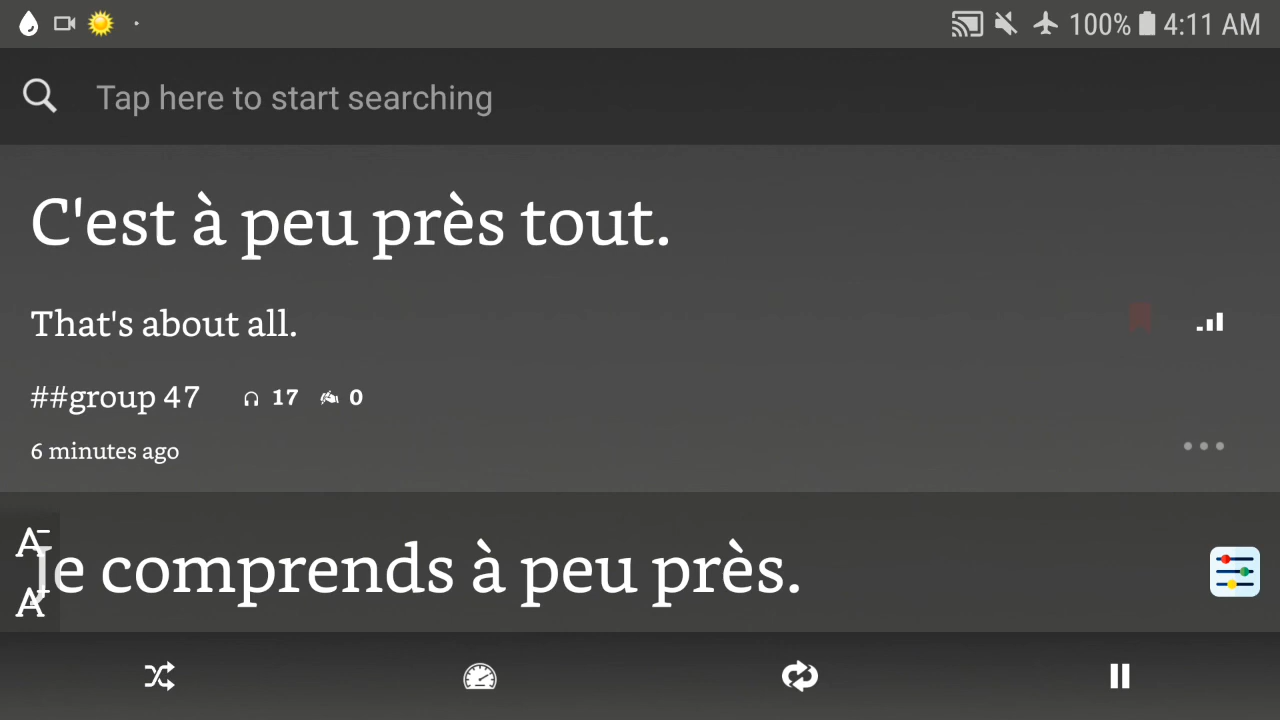 100% 4:11 AM
Tap here to start searching
C'est à peu près tout.
That's about all.
##group 47 17 0
6 minutes ago
A-
Je comprends à peu près.
A